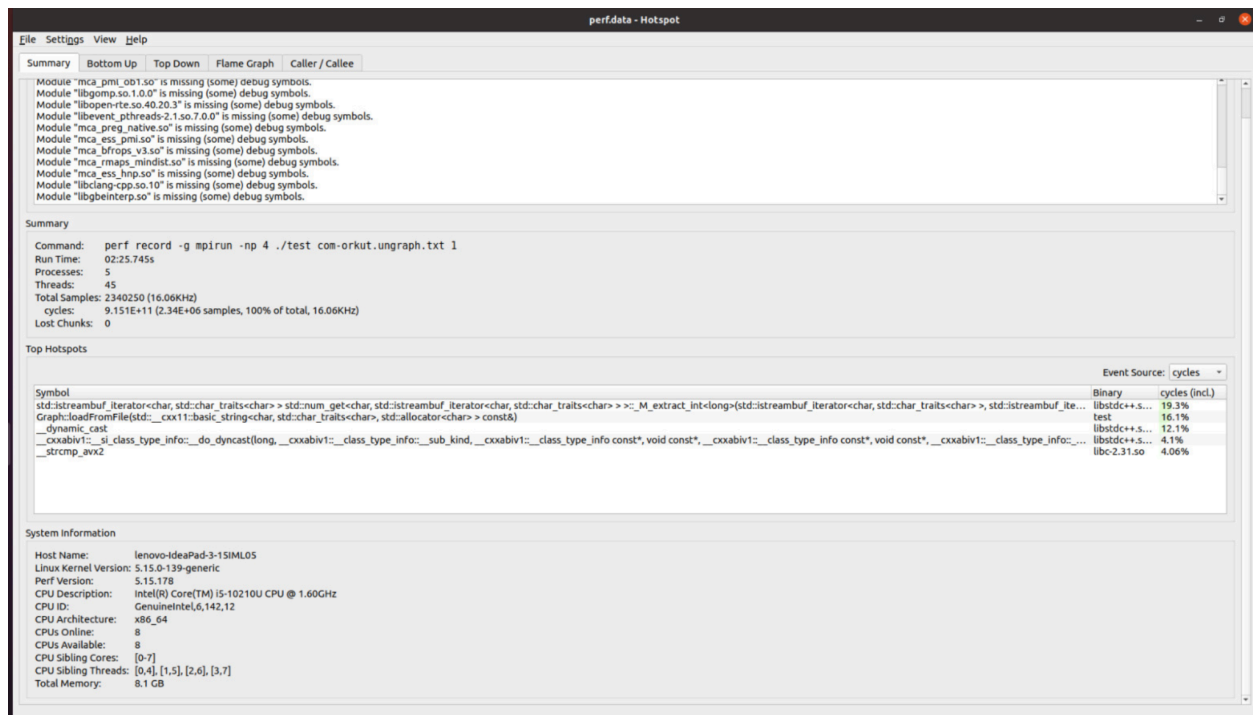 perf.data - Hotspot
File Settings View Help
Summary Bottom Up Top Down Flame Graph Caller / Callee
Module "mca_pml_ob1.so" is missing (some) debug symbols.
Module "libgomp.so.1.0.0" is missing (some) debug symbols.
Module "libopen-rte.so.40.20.3" is missing (some) debug symbols.
Module "libevent_pthreads-2.1.so.7.0.0" is missing (some) debug symbols.
Module "mca_preg_native.so" is missing (some) debug symbols.
Module "mca_ess_pmi.so" is missing (some) debug symbols.
Module "mca_bfrops_v3.so" is missing (some) debug symbols.
Module "mca_rmaps_mindist.so" is missing (some) debug symbols.
Module "mca_ess_hnp.so" is missing (some) debug symbols.
Module "libclang-cpp.so.10" is missing (some) debug symbols.
Module "libgbeinterp.so" is missing (some) debug symbols.
Summary
Command: perf record -g mpirun -np 4 ./test com-orkut.ungraph.txt 1
Run Time: 02:25.745s
Processes: 5
Threads: 45
Total Samples: 2340250 (16.06KHz)
cycles: 9.151E+11 (2.34E+06 samples, 100% of total, 16.06KHz)
Lost Chunks: 0
Top Hotspots
Event Source: cycles
Symbol Binary cycles (incl.)
std::istreambuf_iterator<char, std::char_traits<char> > std::num_get<char, std::istreambuf_iterator<char, std::char_traits<char> > >::_M_extract_int<long>(std::istreambuf_iterator<char, std::char_traits<char> >, std::istreambuf_ite... libstdc++.s... 19.3%
Graph::loadFromFile(std::__cxx11::basic_string<char, std::char_traits<char>, std::allocator<char> > const&) test 16.1%
__dynamic_cast libstdc++.s... 12.1%
__cxxabiv1::__si_class_type_info::__do_dyncast(long, __cxxabiv1::__class_type_info::__sub_kind, __cxxabiv1::__class_type_info const*, void const*, __cxxabiv1::__class_type_info const*, void const*, __cxxabiv1::__class_type_info::_... libstdc++.s... 4.1%
__strcmp_avx2 libc-2.31.so 4.06%
System Information
Host Name: lenovo-IdeaPad-3-15IML05
Linux Kernel Version: 5.15.0-139-generic
Perf Version: 5.15.178
CPU Description: Intel(R) Core(TM) i5-10210U CPU @ 1.60GHz
CPU ID: GenuineIntel,6,142,12
CPU Architecture: x86_64
CPUs Online: 8
CPUs Available: 8
CPU Sibling Cores: [0-7]
CPU Sibling Threads: [0,4], [1,5], [2,6], [3,7]
Total Memory: 8.1 GB